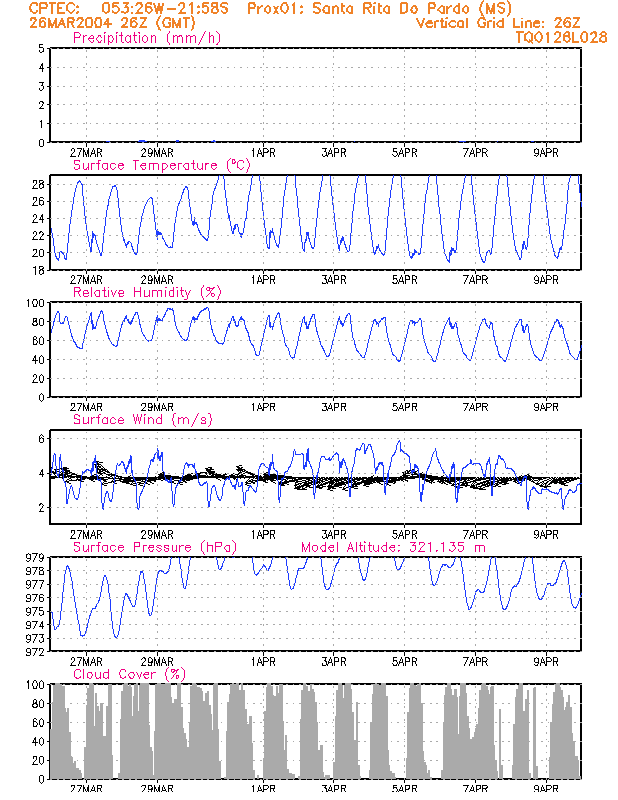 CPTEC: 053:26W-21:58S Prox01: Santa Rita Do Pardo (MS)
26MAR2004 26Z (GMT) Vertical Grid Line: 26Z
Precipitation (mm/h) TQ0126L028
5
4
3
2
1
0
27MAR 29MAR 1APR 3APR 5APR 7APR 9APR
Surface Temperature (ºC)
28
26
24
22
20
18
27MAR 29MAR 1APR 3APR 5APR 7APR 9APR
Relative Humidity (%)
100
80
60
40
20
0
27MAR 29MAR 1APR 3APR 5APR 7APR 9APR
Surface Wind (m/s)
6
4
2
27MAR 29MAR 1APR 3APR 5APR 7APR 9APR
Surface Pressure (hPa) Model Altitude: 321.135 m
979
978
977
976
975
974
973
972
27MAR 29MAR 1APR 3APR 5APR 7APR 9APR
Cloud Cover (%)
100
80
60
40
20
0
27MAR 29MAR 1APR 3APR 5APR 7APR 9APR